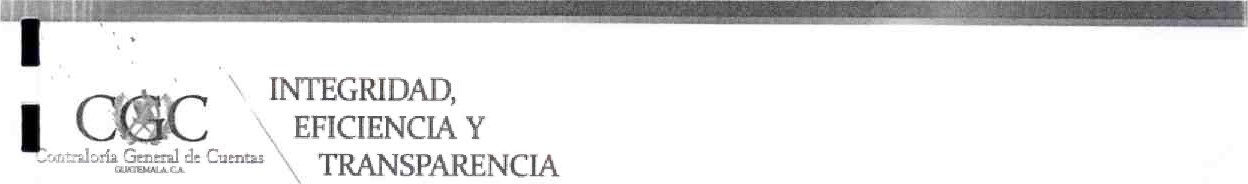 CGC
Contraloría General de Cuentas
GUATEMALA, C.A.
INTEGRIDAD,
EFICIENCIA Y
TRANSPARENCIA